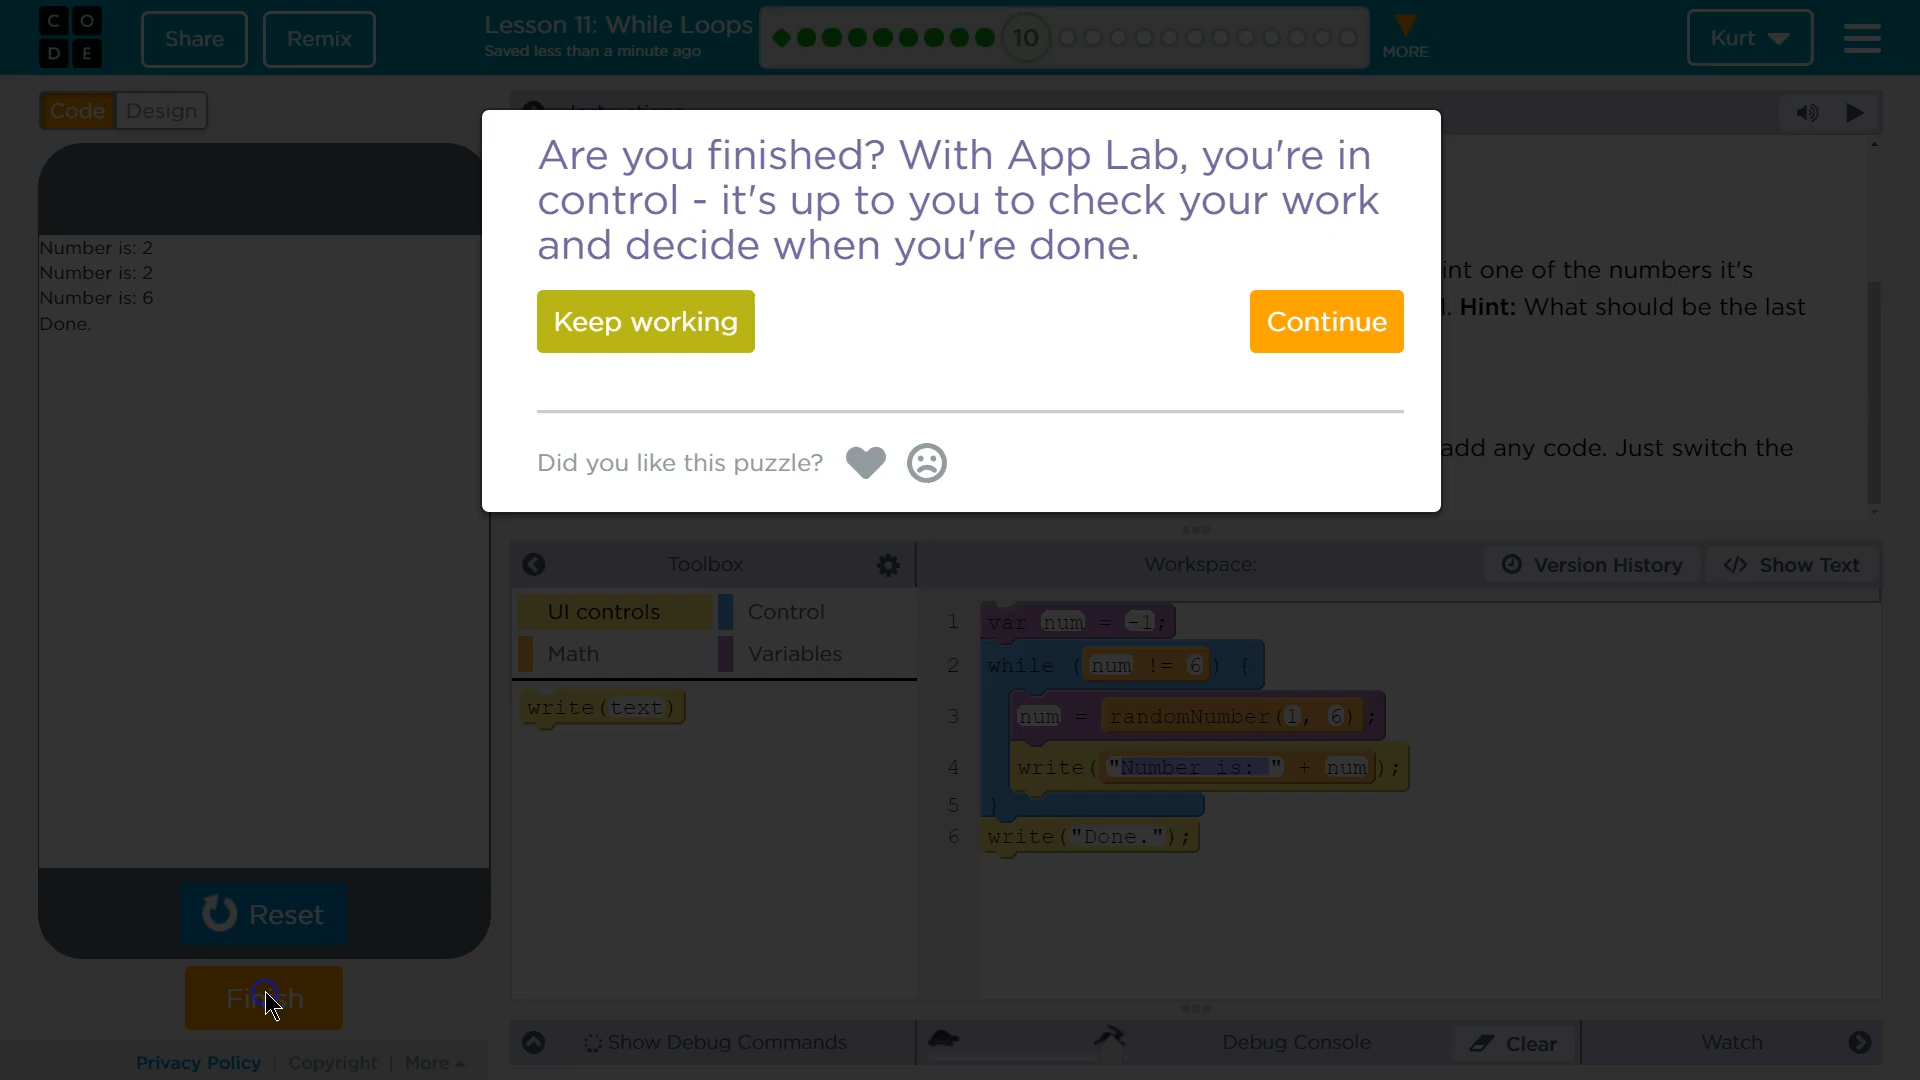 C O
D E
Share
Remix
Lesson 11: While Loops
Saved less than a minute ago
10
MORE
Kurt
Code
Design
Are you finished? With App Lab, you're in
control - it's up to you to check your work
and decide when you're done.
Keep working
Continue
Did you like this puzzle?
int one of the numbers it's
Hint: What should be the last
add any code. Just switch the
Number is: 2
Number is: 2
Number is: 6
Done.
Reset
Finish
Privacy Policy | Copyright | More
Toolbox
UI controls
Control
Math
Variables
write(text)
Workspace:
Version History
</> Show Text
1 var num = -1;
2 while (num != 6) {
3 num = randomNumber(1, 6);
4 write("Number is: " + num);
5 }
6 write("Done.");
Show Debug Commands
Debug Console
Clear
Watch